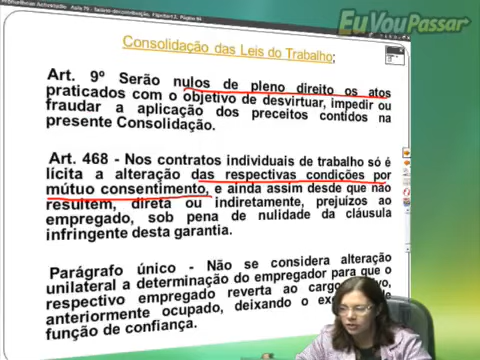 EuVouPassar
Consolidação das Leis do Trabalho;
Art. 9º Serão nulos de pleno direito os atos
praticados com o objetivo de desvirtuar, impedir ou
fraudar a aplicação dos preceitos contidos na
presente Consolidação.
Art. 468 - Nos contratos individuais de trabalho só é
lícita a alteração das respectivas condições por
mútuo consentimento, e ainda assim desde que não
resultem, direta ou indiretamente, prejuízos ao
empregado, sob pena de nulidade da cláusula
infringente desta garantia.
Parágrafo único - Não se considera alteração
unilateral a determinação do empregador para que o
respectivo empregado reverta ao cargo
anteriormente ocupado, deixando o
função de confiança.